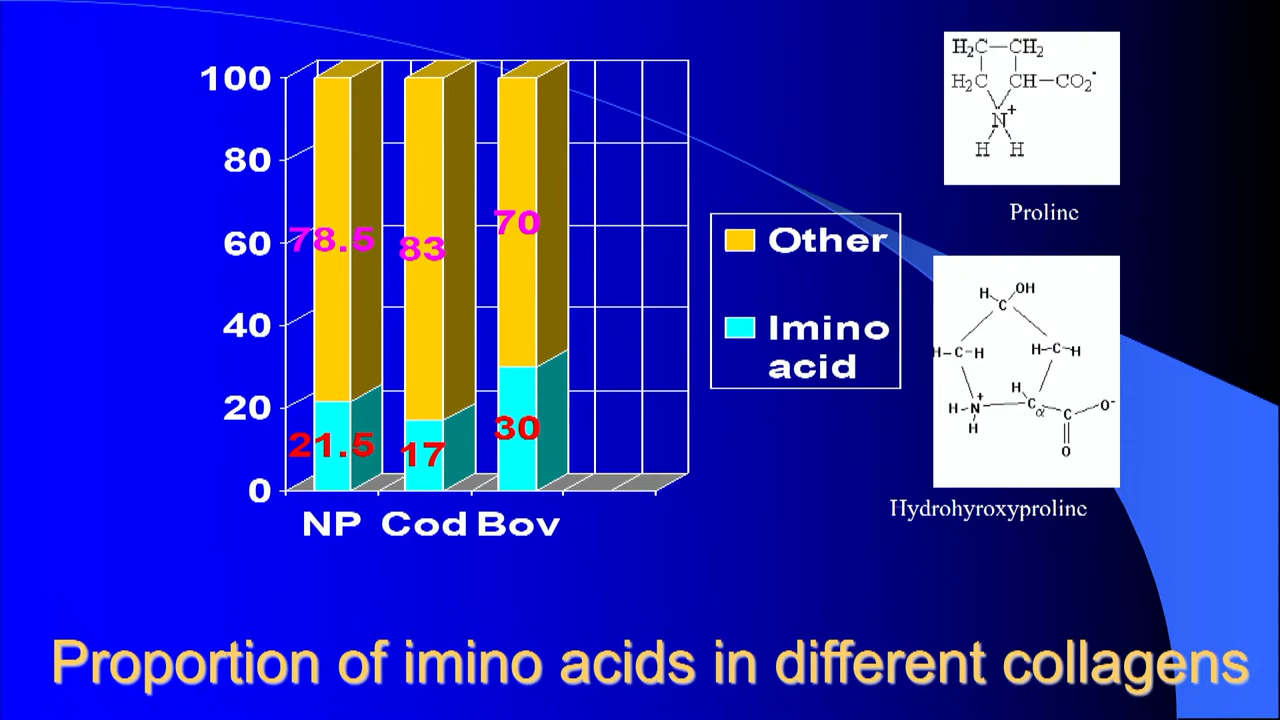 100
80
60
40
20
0
78.5
83
70
21.5
17
30
NP Cod Bov
Other
Imino
acid
H₂C—CH₂
H₂C CH—CO₂⁻
N⁺
H H
Proline
H OH
C
H–C–H H–C–H
H
H–N⁺ C α C O⁻
H
O
Hydrohyroxyproline
Proportion of imino acids in different collagens